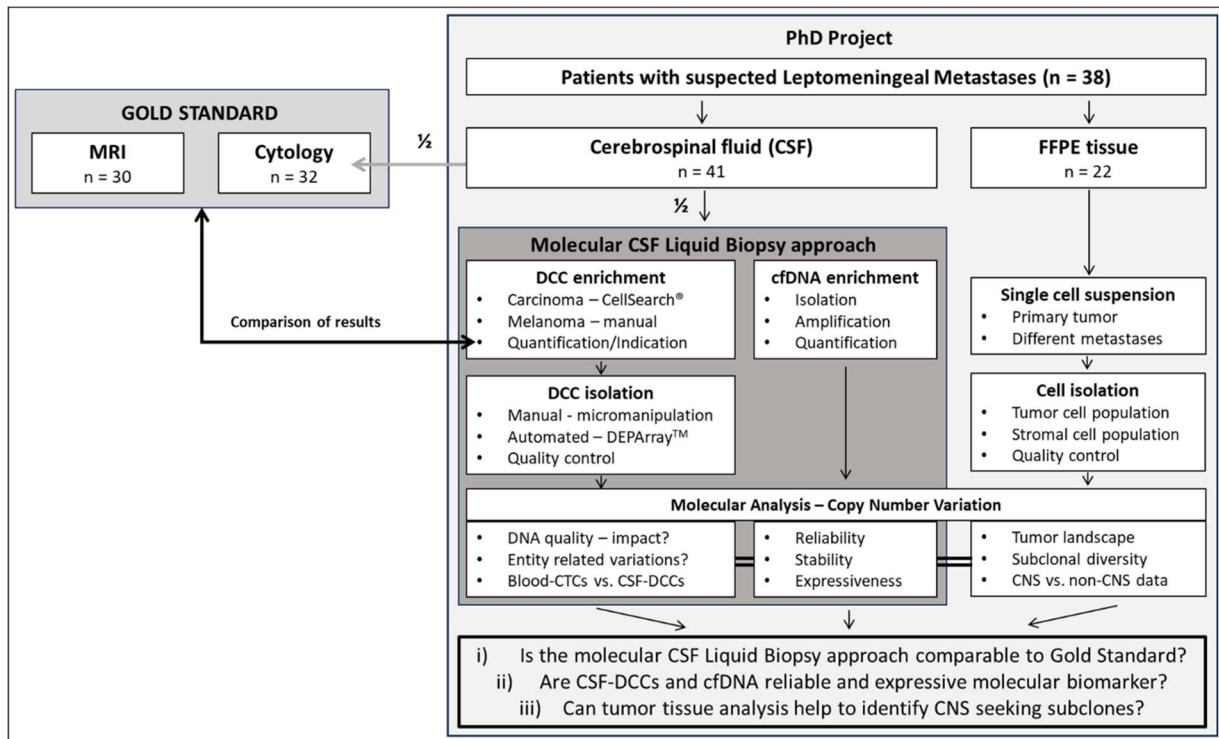 PhD Project
Patients with suspected Leptomeningeal Metastases (n = 38)
GOLD STANDARD
MRI
n = 30
Cytology
n = 32
½
Cerebrospinal fluid (CSF)
n = 41
FFPE tissue
n = 22
½
Molecular CSF Liquid Biopsy approach
DCC enrichment
• Carcinoma – CellSearch®
• Melanoma – manual
• Quantification/Indication
cfDNA enrichment
• Isolation
• Amplification
• Quantification
Single cell suspension
• Primary tumor
• Different metastases
Comparison of results
DCC isolation
• Manual - micromanipulation
• Automated – DEPArray™
• Quality control
Cell isolation
• Tumor cell population
• Stromal cell population
• Quality control
Molecular Analysis – Copy Number Variation
• DNA quality – impact?
• Entity related variations?
• Blood-CTCs vs. CSF-DCCs
• Reliability
• Stability
• Expressiveness
• Tumor landscape
• Subclonal diversity
• CNS vs. non-CNS data
i) Is the molecular CSF Liquid Biopsy approach comparable to Gold Standard?
ii) Are CSF-DCCs and cfDNA reliable and expressive molecular biomarker?
iii) Can tumor tissue analysis help to identify CNS seeking subclones?